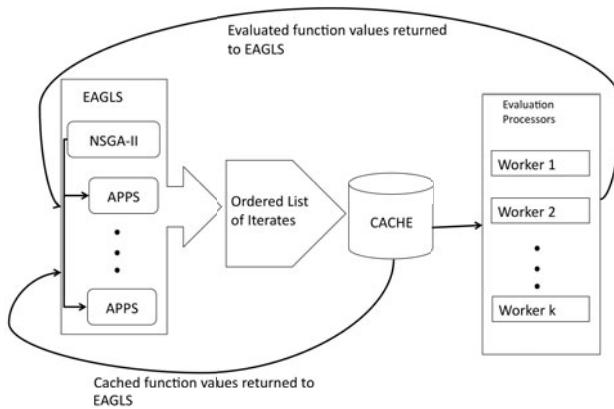 Evaluated function values returned
to EAGLS
EAGLS
NSGA-II
APPS
APPS
Ordered List
of Iterates
CACHE
Evaluation
Processors
Worker 1
Worker 2
Worker k
Cached function values returned to
EAGLS